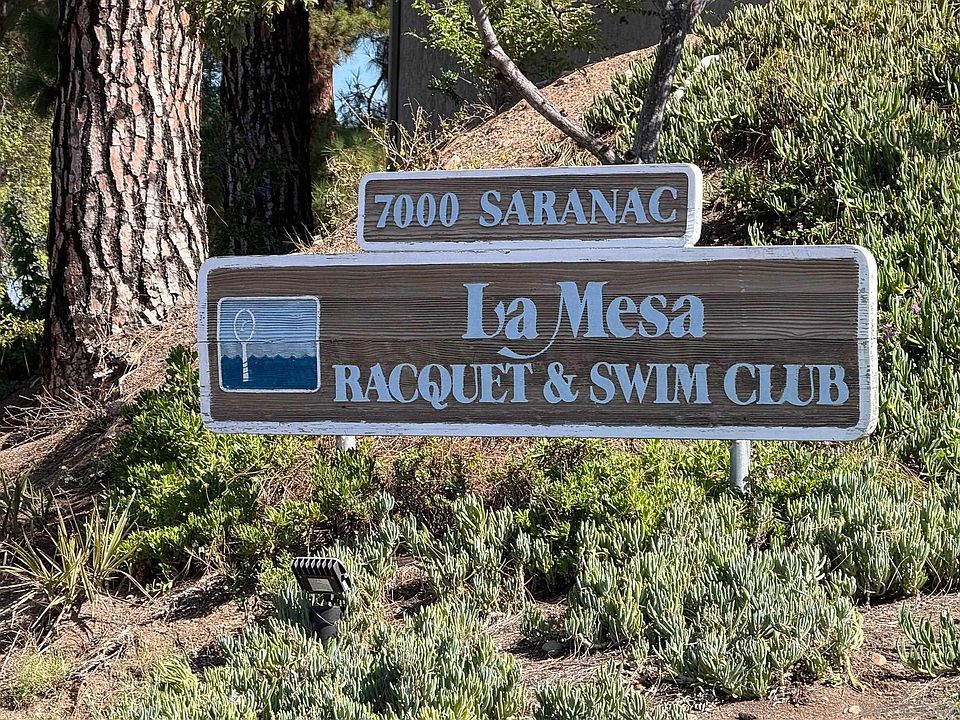 7000 SARANAC
La Mesa
RACQUET & SWIM CLUB